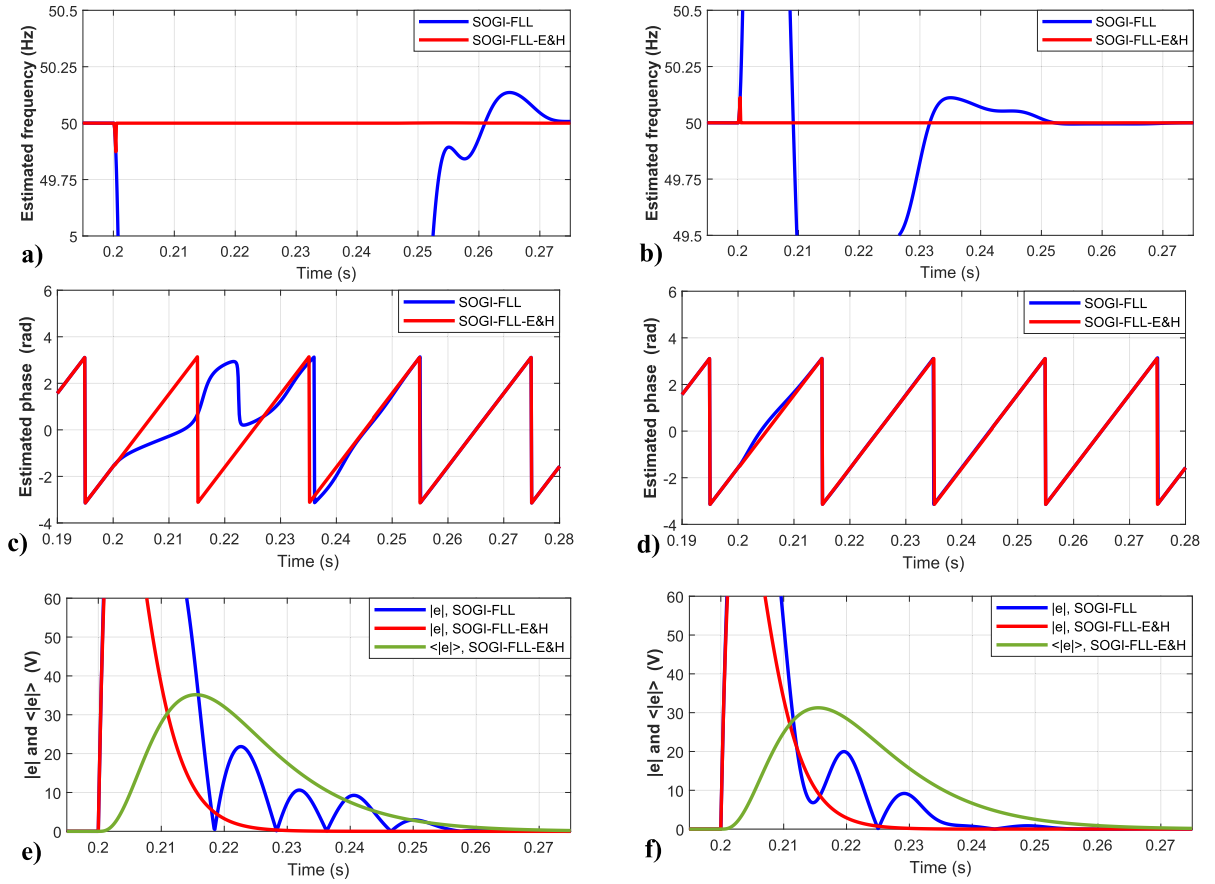 50.5
50.25
50
49.75
5
Estimated frequency (Hz)
SOGI-FLL
SOGI-FLL-E&H
0.2
0.21
0.22
0.23
0.24
0.25
0.26
0.27
Time (s)
a)
50.5
50.25
50
49.75
49.5
Estimated frequency (Hz)
SOGI-FLL
SOGI-FLL-E&H
0.2
0.21
0.22
0.23
0.24
0.25
0.26
0.27
Time (s)
b)
6
4
2
0
-2
-4
Estimated phase (rad)
SOGI-FLL
SOGI-FLL-E&H
0.19
0.2
0.21
0.22
0.23
0.24
0.25
0.26
0.27
0.28
Time (s)
c)
6
4
2
0
-2
-4
Estimated phase (rad)
SOGI-FLL
SOGI-FLL-E&H
0.19
0.2
0.21
0.22
0.23
0.24
0.25
0.26
0.27
0.28
Time (s)
d)
60
50
40
30
20
10
0
|e| and <|e|> (V)
|e|, SOGI-FLL
|e|, SOGI-FLL-E&H
<|e|>, SOGI-FLL-E&H
0.2
0.21
0.22
0.23
0.24
0.25
0.26
0.27
Time (s)
e)
60
50
40
30
20
10
0
|e| and <|e|> (V)
|e|, SOGI-FLL
|e|, SOGI-FLL-E&H
<|e|>, SOGI-FLL-E&H
0.2
0.21
0.22
0.23
0.24
0.25
0.26
0.27
Time (s)
f)